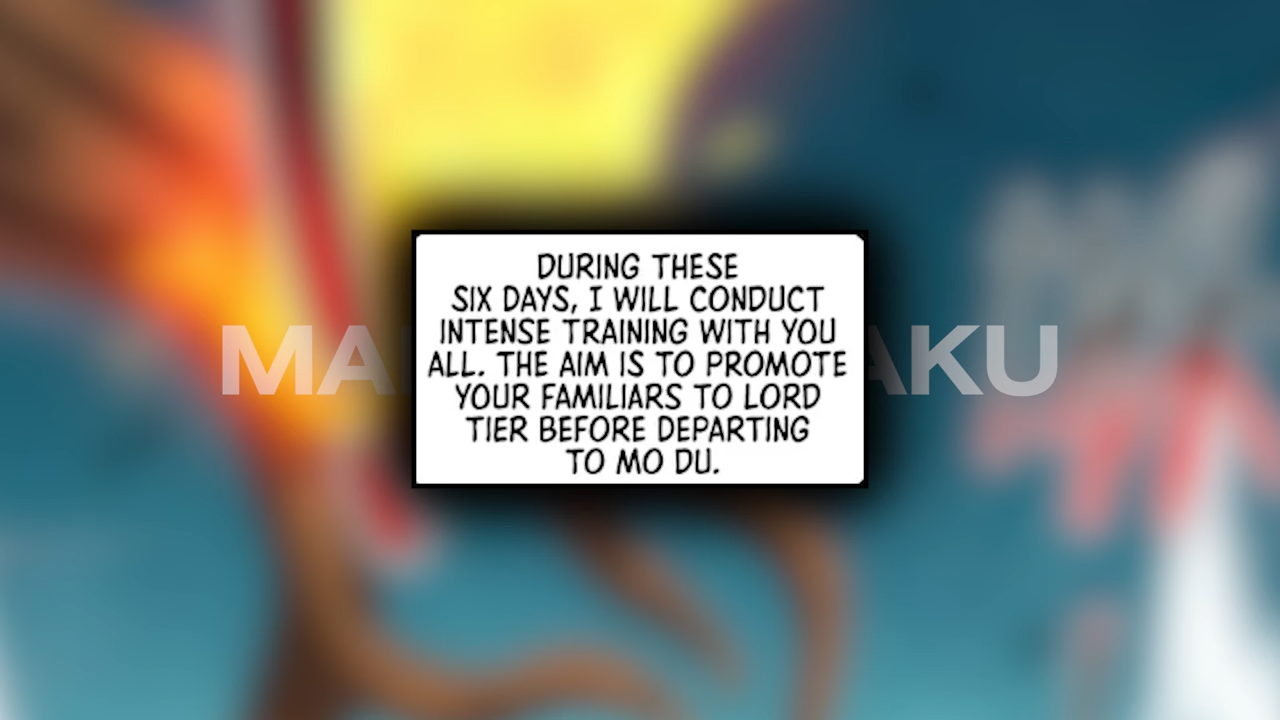 DURING THESE
SIX DAYS, I WILL CONDUCT
INTENSE TRAINING WITH YOU
ALL. THE AIM IS TO PROMOTE
YOUR FAMILIARS TO LORD
TIER BEFORE DEPARTING
TO MO DU.